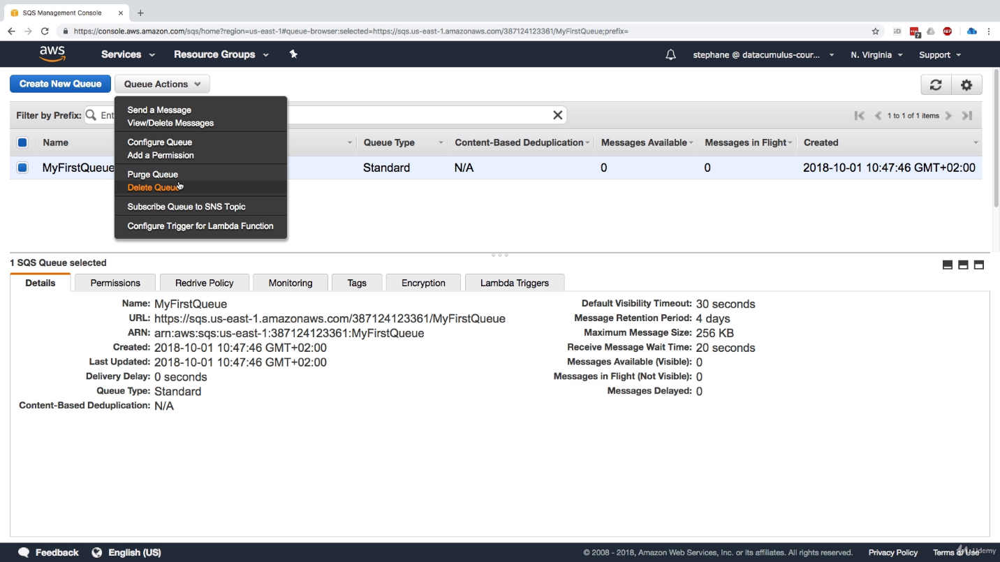 SQS Management Console
https://console.aws.amazon.com/sqs/home?region=us-east-1#queue-browser:selected=https://sqs.us-east-1.amazonaws.com/387124123361/MyFirstQueue;prefix=
7
ABP
aws Services Resource Groups stephane @ datacumulus-cour... N. Virginia Support
Create New Queue Queue Actions
Filter by Prefix: Ent 1 to 1 of 1 items
Name Queue Type Content-Based Deduplication Messages Available Messages in Flight Created
MyFirstQueue Standard N/A 0 0 2018-10-01 10:47:46 GMT+02:00
Send a Message
View/Delete Messages
Configure Queue
Add a Permission
Purge Queue
Delete Queue
Subscribe Queue to SNS Topic
Configure Trigger for Lambda Function
1 SQS Queue selected
Details Permissions Redrive Policy Monitoring Tags Encryption Lambda Triggers
Name: MyFirstQueue
URL: https://sqs.us-east-1.amazonaws.com/387124123361/MyFirstQueue
ARN: arn:aws:sqs:us-east-1:387124123361:MyFirstQueue
Created: 2018-10-01 10:47:46 GMT+02:00
Last Updated: 2018-10-01 10:47:46 GMT+02:00
Delivery Delay: 0 seconds
Queue Type: Standard
Content-Based Deduplication: N/A
Default Visibility Timeout: 30 seconds
Message Retention Period: 4 days
Maximum Message Size: 256 KB
Receive Message Wait Time: 20 seconds
Messages Available (Visible): 0
Messages in Flight (Not Visible): 0
Messages Delayed: 0
Feedback English (US) © 2008 - 2018, Amazon Web Services, Inc. or its affiliates. All rights reserved. Privacy Policy Terms of Use
Udemy